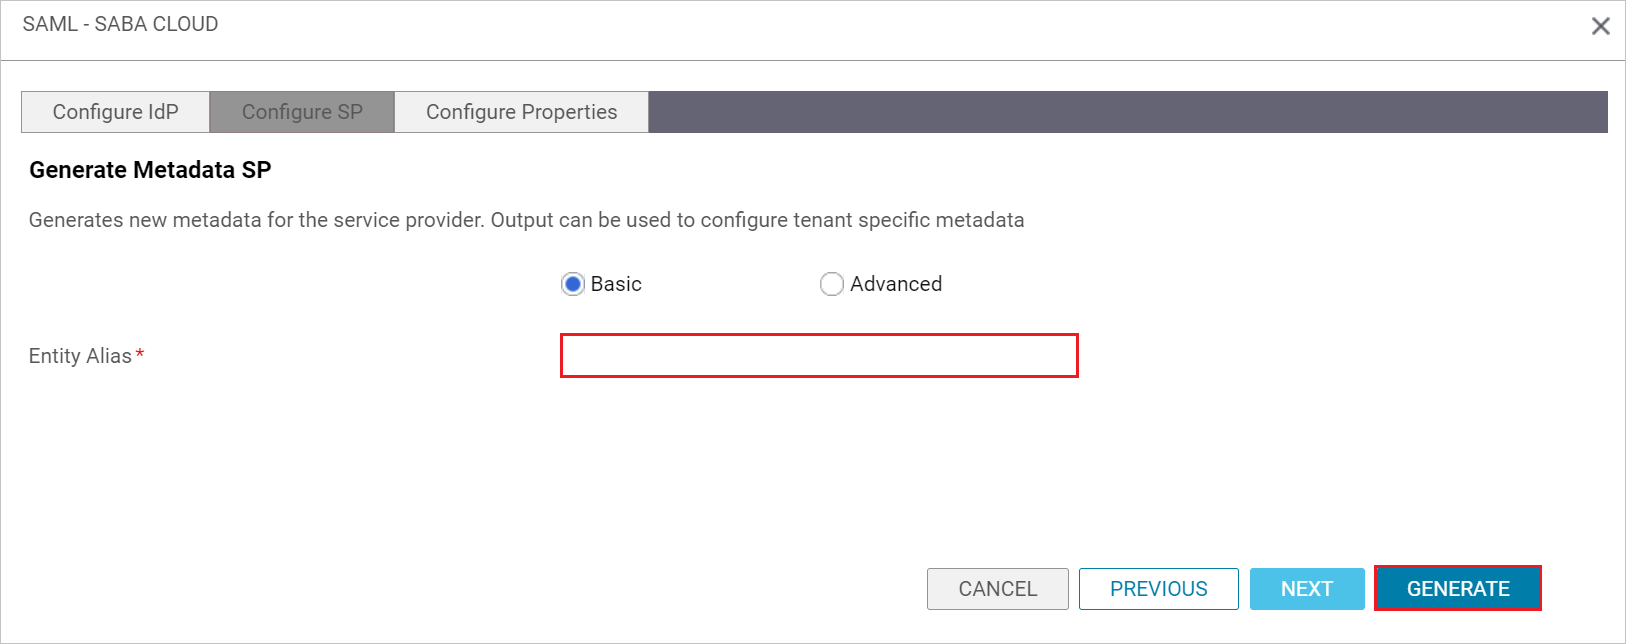 SAML - SABA CLOUD
Configure IdP Configure SP Configure Properties
Generate Metadata SP
Generates new metadata for the service provider. Output can be used to configure tenant specific metadata
Basic Advanced
Entity Alias*
CANCEL PREVIOUS NEXT GENERATE